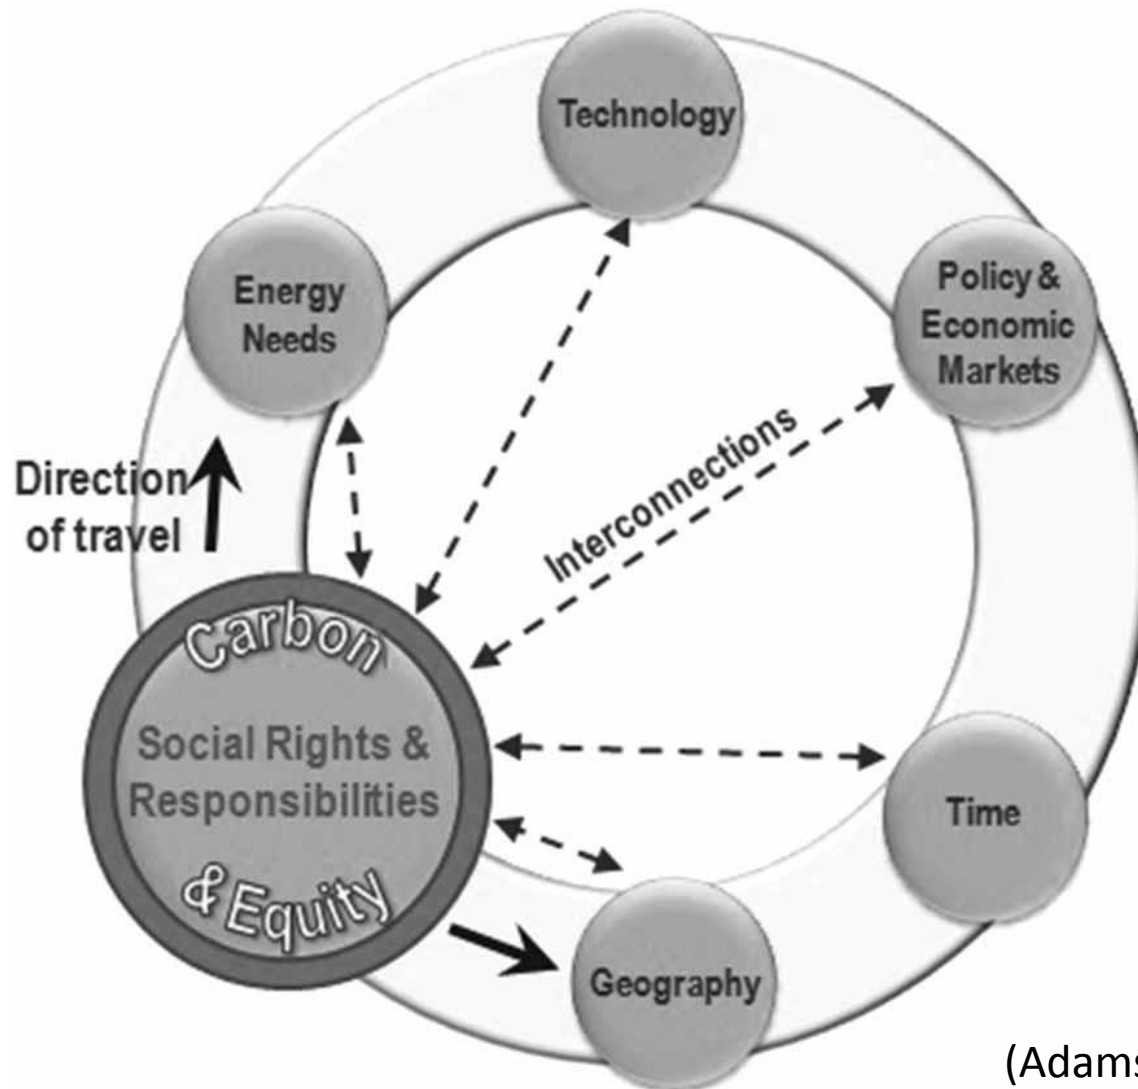 Technology
Energy
Needs
Policy &
Economic
Markets
Interconnections
Direction
of travel
Carbon
Social Rights &
Responsibilities
& Equity
Time
Geography
(Adams